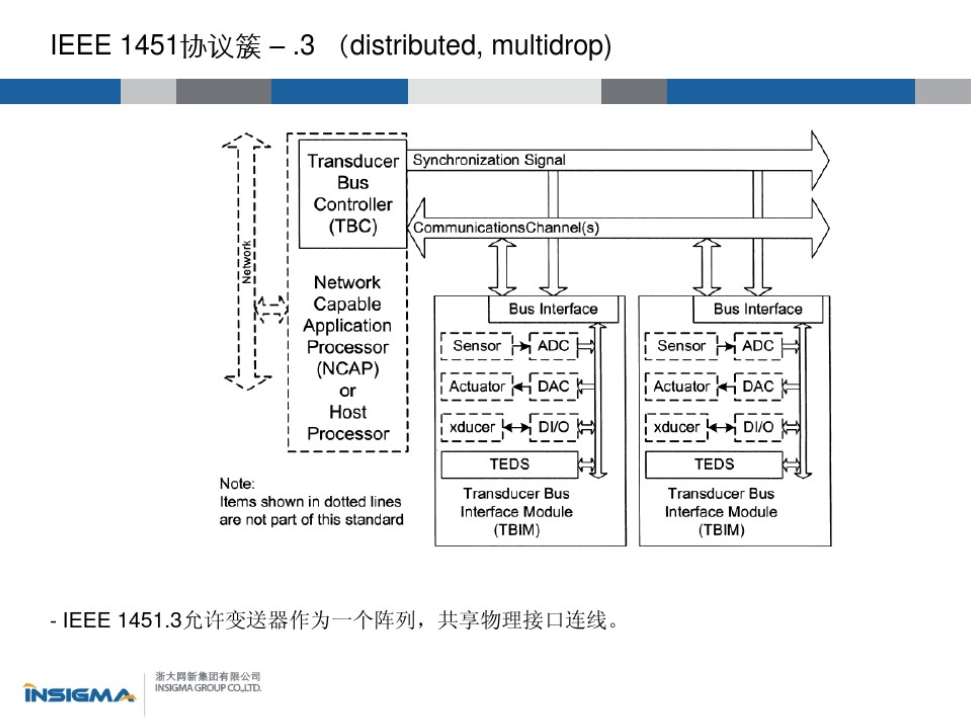 IEEE 1451协议簇 – .3 （distributed, multidrop)
Network
Transducer
Bus
Controller
(TBC)
Network
Capable
Application
Processor
(NCAP)
or
Host
Processor
Synchronization Signal
CommunicationsChannel(s)
Bus Interface
Sensor
ADC
Actuator
DAC
xducer
DI/O
TEDS
Transducer Bus
Interface Module
(TBIM)
Bus Interface
Sensor
ADC
Actuator
DAC
xducer
DI/O
TEDS
Transducer Bus
Interface Module
(TBIM)
Note:
Items shown in dotted lines
are not part of this standard
- IEEE 1451.3允许变送器作为一个阵列，共享物理接口连线。
INSIGMA
浙大网新集团有限公司
INSIGMA GROUP CO.,LTD.